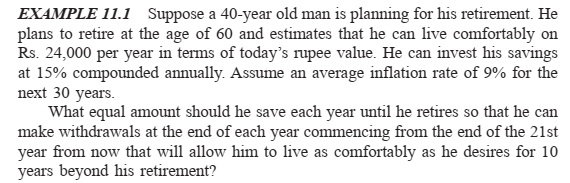 EXAMPLE 11.1 Suppose a 40-year old man is planning for his retirement. He
plans to retire at the age of 60 and estimates that he can live comfortably on
Rs. 24,000 per year in terms of today’s rupee value. He can invest his savings
at 15% compounded annually. Assume an average inflation rate of 9% for the
next 30 years.
What equal amount should he save each year until he retires so that he can
make withdrawals at the end of each year commencing from the end of the 21st
year from now that will allow him to live as comfortably as he desires for 10
years beyond his retirement?